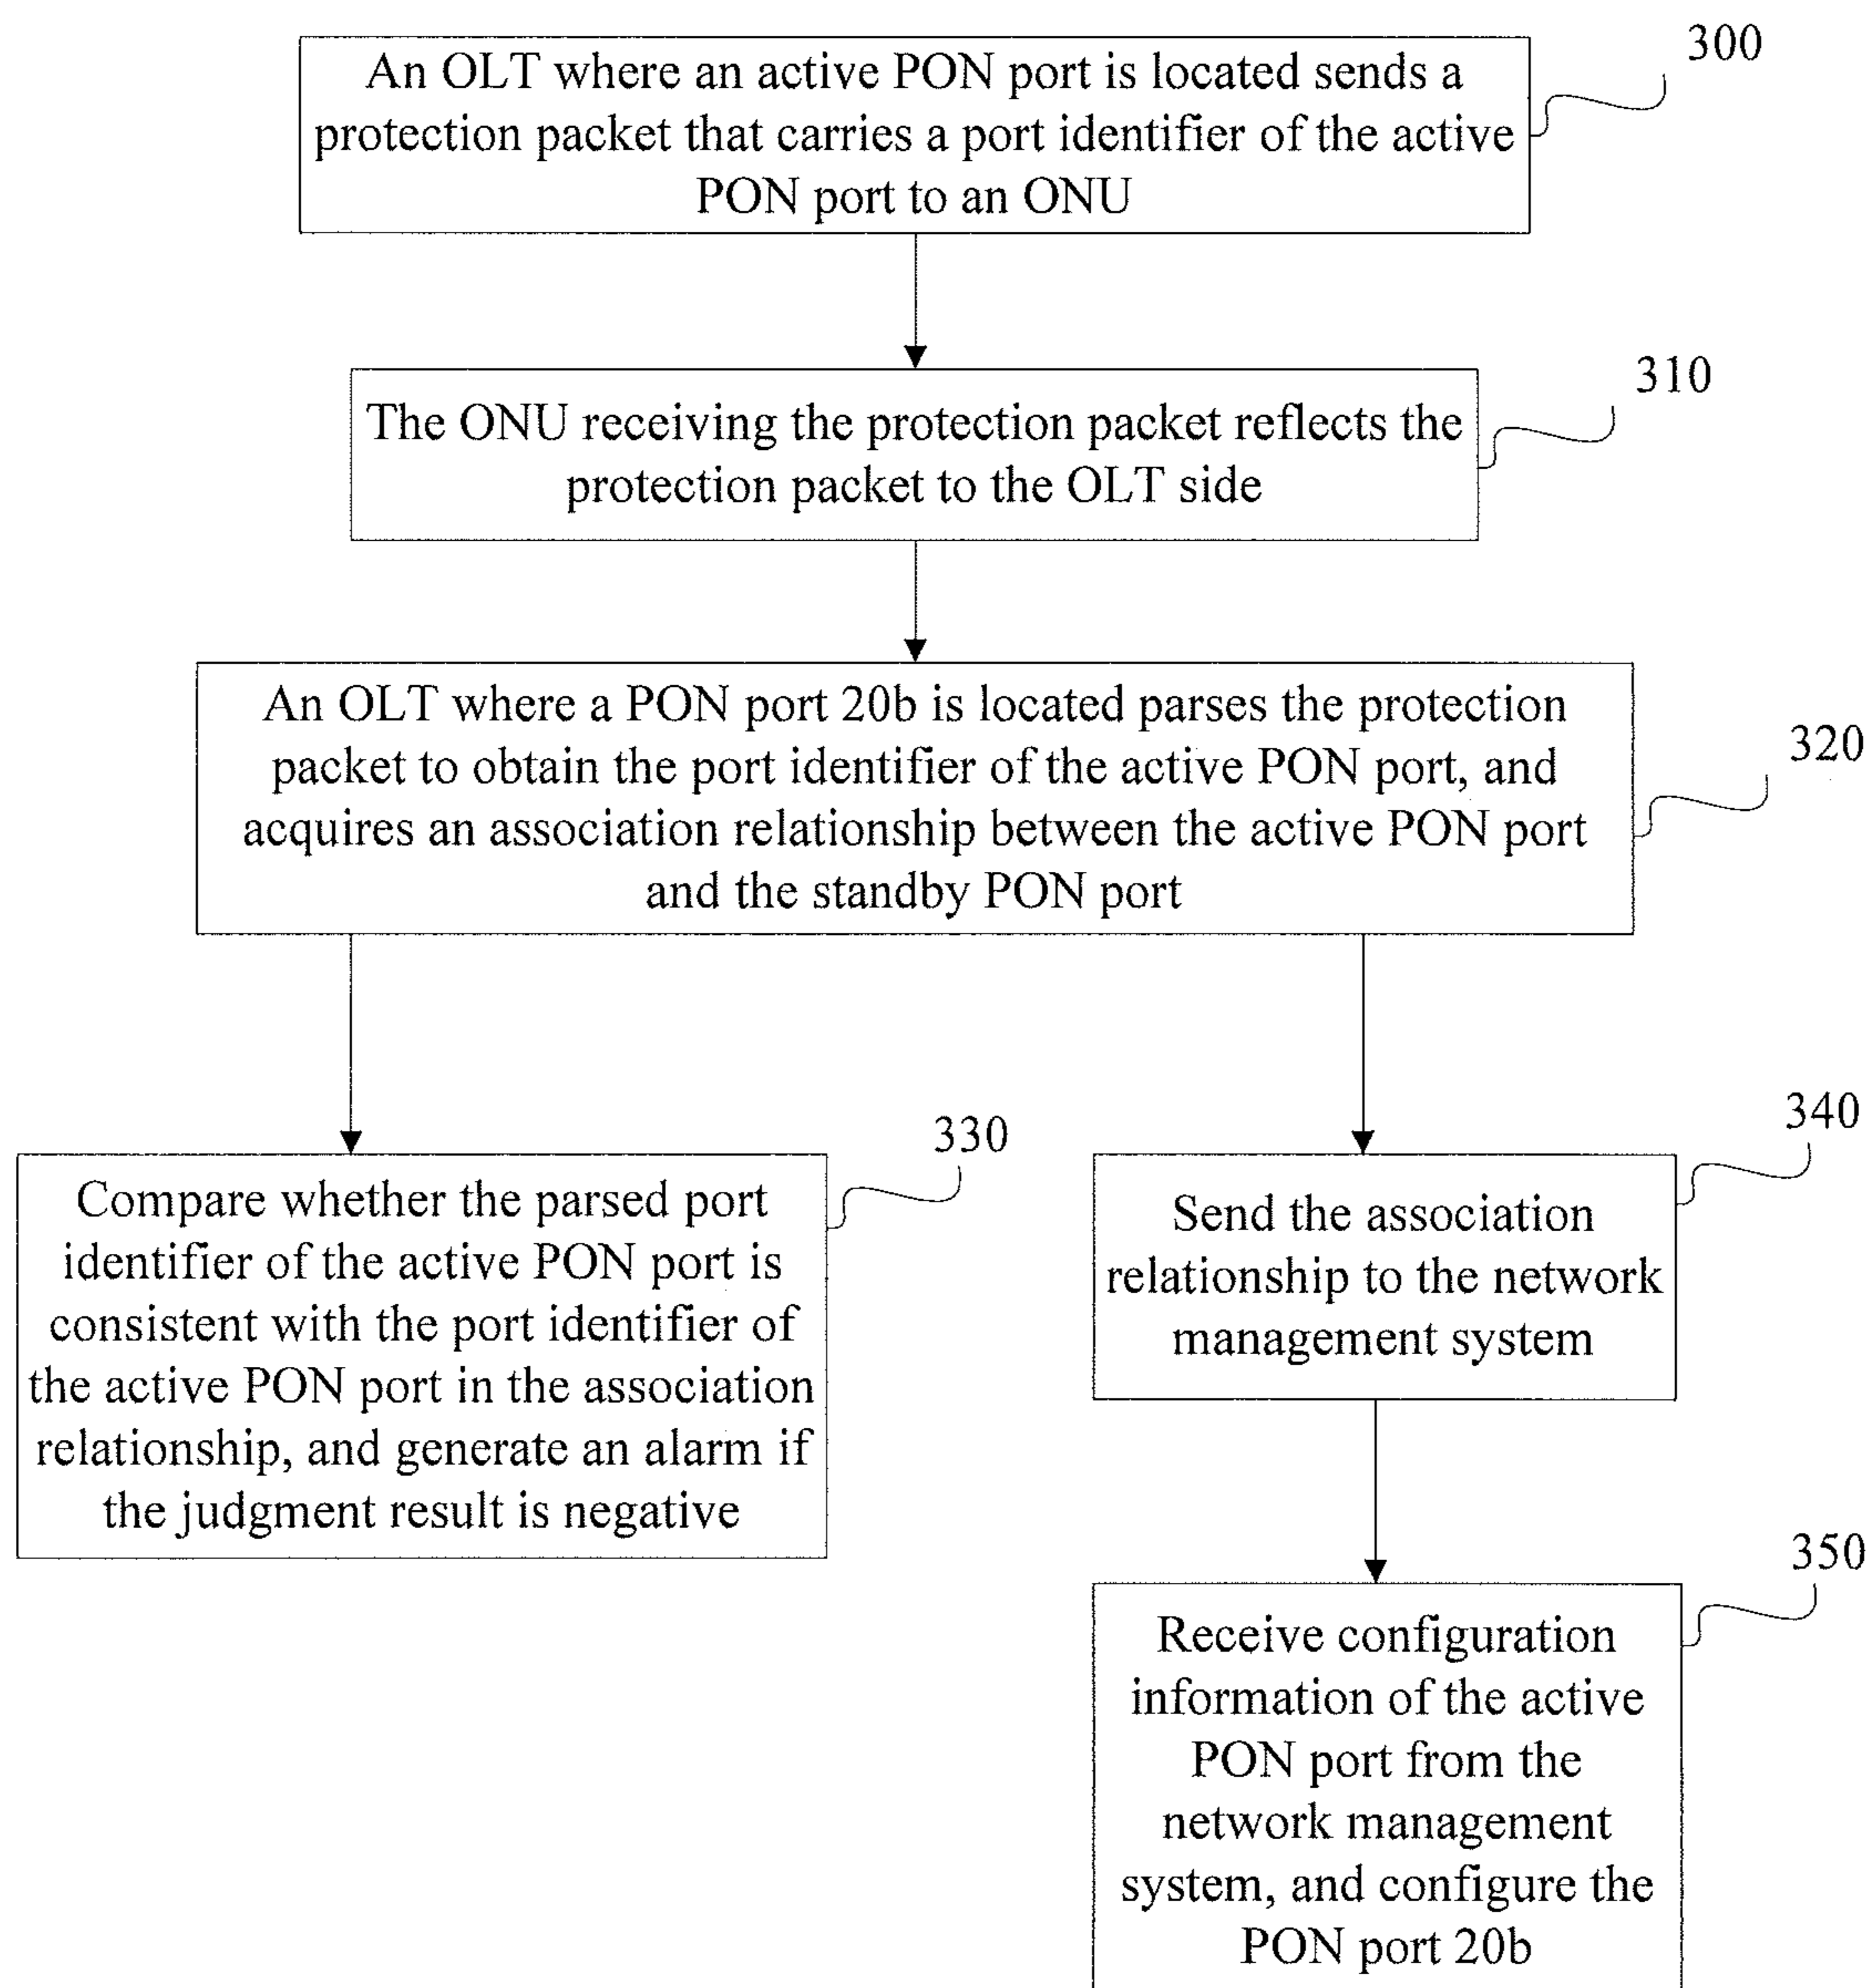 300
An OLT where an active PON port is located sends a
protection packet that carries a port identifier of the active
PON port to an ONU
310
The ONU receiving the protection packet reflects the
protection packet to the OLT side
320
An OLT where a PON port 20b is located parses the protection
packet to obtain the port identifier of the active PON port, and
acquires an association relationship between the active PON port
and the standby PON port
330
Compare whether the parsed port
identifier of the active PON port is
consistent with the port identifier of
the active PON port in the association
relationship, and generate an alarm if
the judgment result is negative
340
Send the association
relationship to the network
management system
350
Receive configuration
information of the active
PON port from the
network management
system, and configure the
PON port 20b